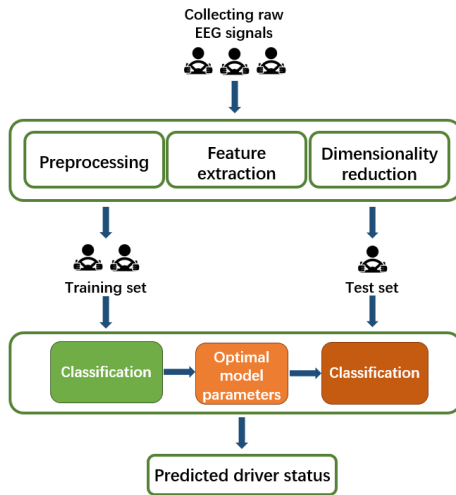 Collecting raw
EEG signals
Preprocessing
Feature
extraction
Dimensionality
reduction
Training set
Test set
Classification
Optimal
model
parameters
Classification
Predicted driver status